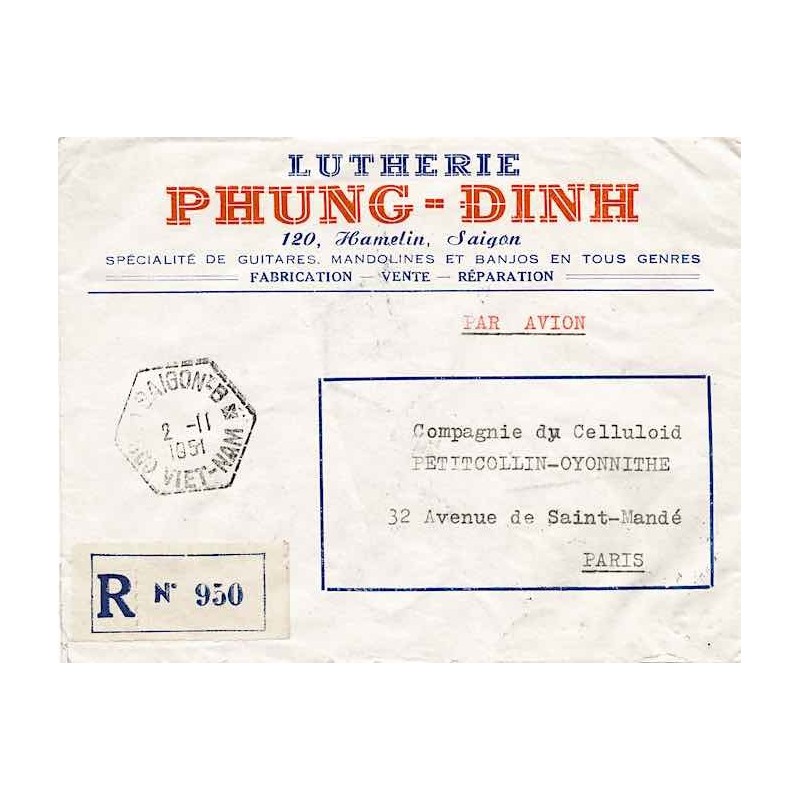 LUTHERIE
PHUNG - DINH
120, Hamelin, Saigon
SPÉCIALITÉ DE GUITARES, MANDOLINES ET BANJOS EN TOUS GENRES
FABRICATION — VENTE — RÉPARATION
PAR AVION
SAIGON-B
2 -11
1951
VIET-NAM
Compagnie du Celluloid
PETITCOLLIN-OYONNITHE
32 Avenue de Saint-Mandé
PARIS
R N° 950